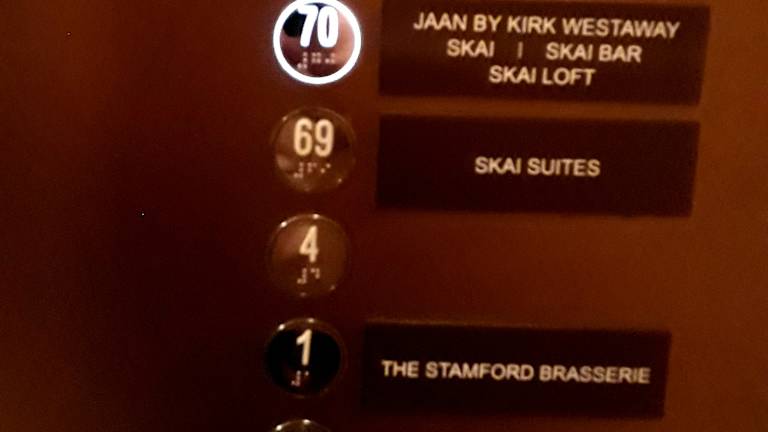 70
JAAN BY KIRK WESTAWAY
SKAI | SKAI BAR
SKAI LOFT
69
SKAI SUITES
4
1
THE STAMFORD BRASSERIE